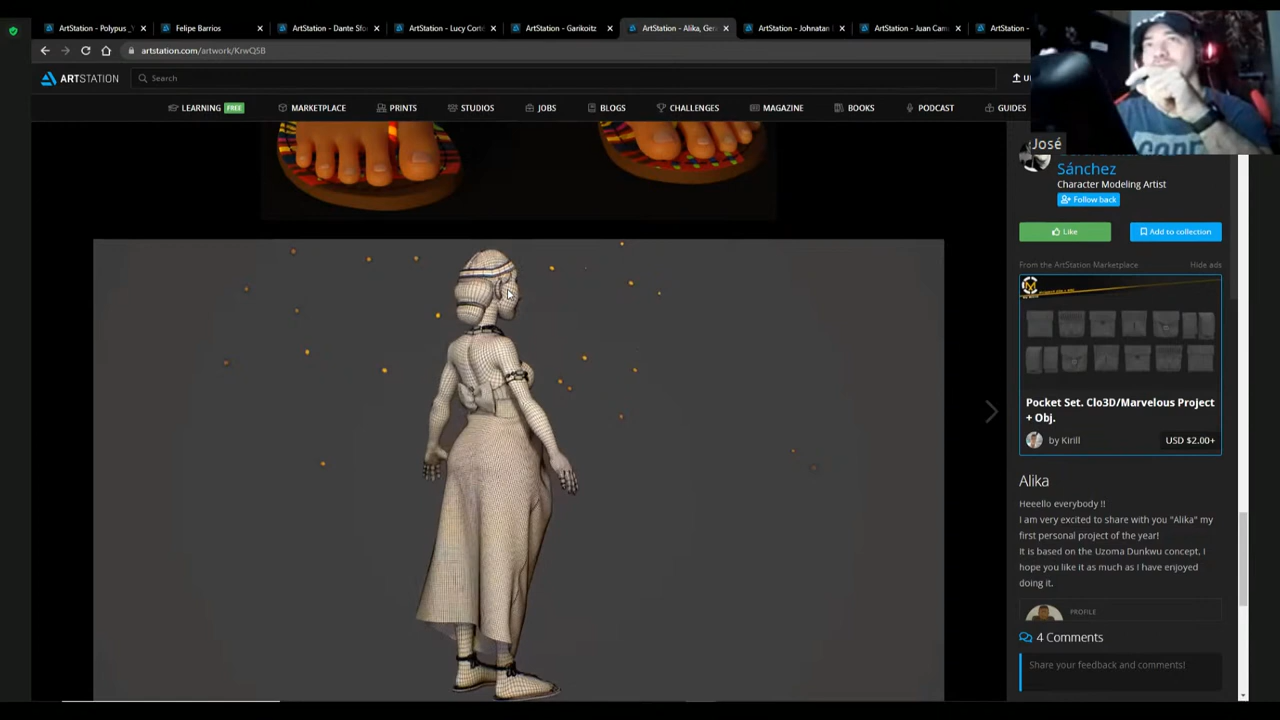 ArtStation - Polypus_
Felipe Barrios
ArtStation - Dante Sfor
ArtStation - Lucy Corte
ArtStation - Garikoitz
ArtStation - Alika, Ger
ArtStation - Johnatan
ArtStation - Juan Camu
ArtStation -
artstation.com/artwork/KrwQ5B
ARTSTATION
Search
LEARNING FREE
MARKETPLACE
PRINTS
STUDIOS
JOBS
BLOGS
CHALLENGES
MAGAZINE
BOOKS
PODCAST
GUIDES
José
Sánchez
Character Modeling Artist
Follow back
Like
Add to collection
From the ArtStation Marketplace
Hide ads
Pocket Set. Clo3D/Marvelous Project
+ Obj.
by Kirill
USD $2.00+
Alika
Heeello everybody !!
I am very excited to share with you "Alika" my
first personal project of the year!
It is based on the Uzoma Dunkwu concept, I
hope you like it as much as I have enjoyed
doing it.
PROFILE
4 Comments
Share your feedback and comments!